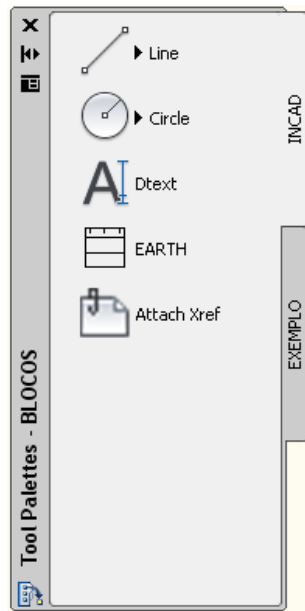 Line
Circle
Dtext
EARTH
Attach Xref
INCAD
EXEMPLO
Tool Palettes - BLOCOS